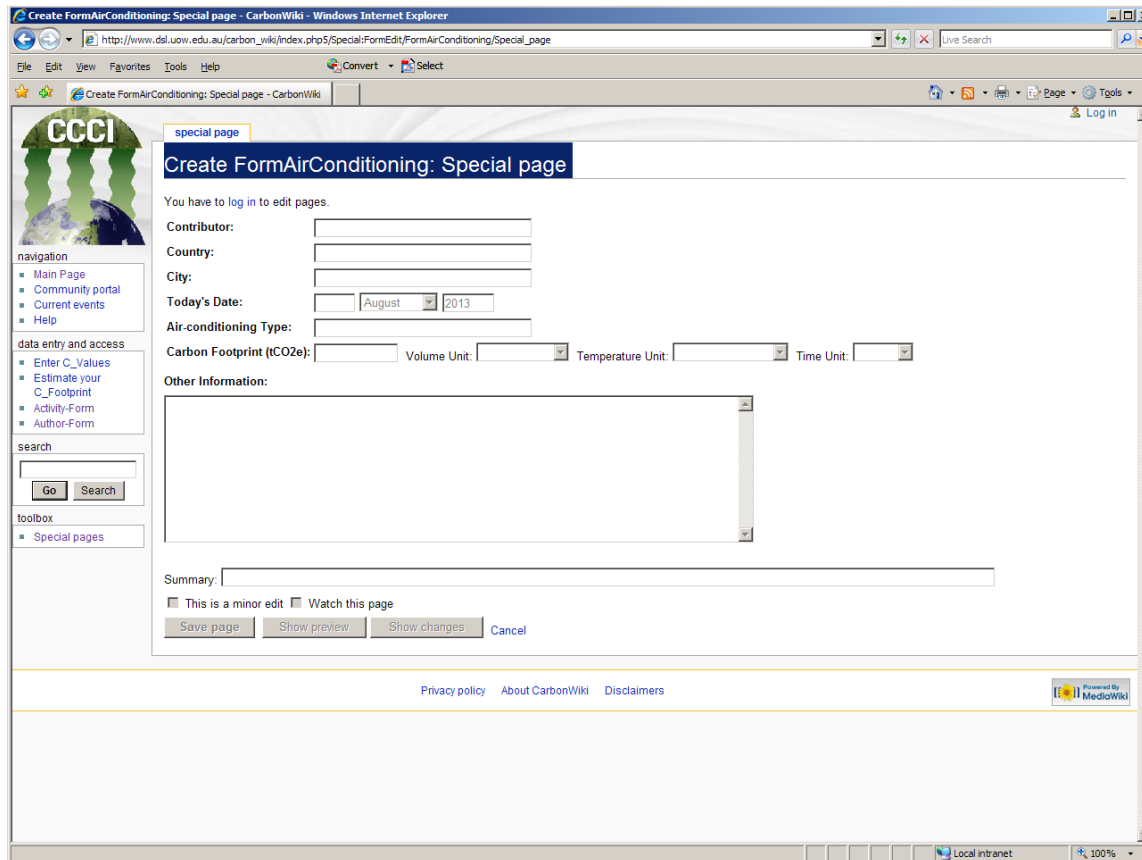 Create FormAirConditioning: Special page - CarbonWiki - Windows Internet Explorer
http://www.dsl.uow.edu.au/carbon_wiki/index.php5/Special:FormEdit/FormAirConditioning/Special_page
Live Search
File Edit View Favorites Tools Help Convert Select
Create FormAirConditioning: Special page - CarbonWiki Page Tools
Log in
CCCI
special page
Create FormAirConditioning: Special page
You have to log in to edit pages.
Contributor:
Country:
City:
Today's Date: August 2013
Air-conditioning Type:
Carbon Footprint (tCO2e): Volume Unit: Temperature Unit: Time Unit:
Other Information:
navigation
Main Page
Community portal
Current events
Help
data entry and access
Enter C_Values
Estimate your
C_Footprint
Activity-Form
Author-Form
search
Go Search
toolbox
Special pages
Summary:
This is a minor edit Watch this page
Save page Show preview Show changes Cancel
Privacy policy About CarbonWiki Disclaimers
Powered By
MediaWiki
Local intranet 100%